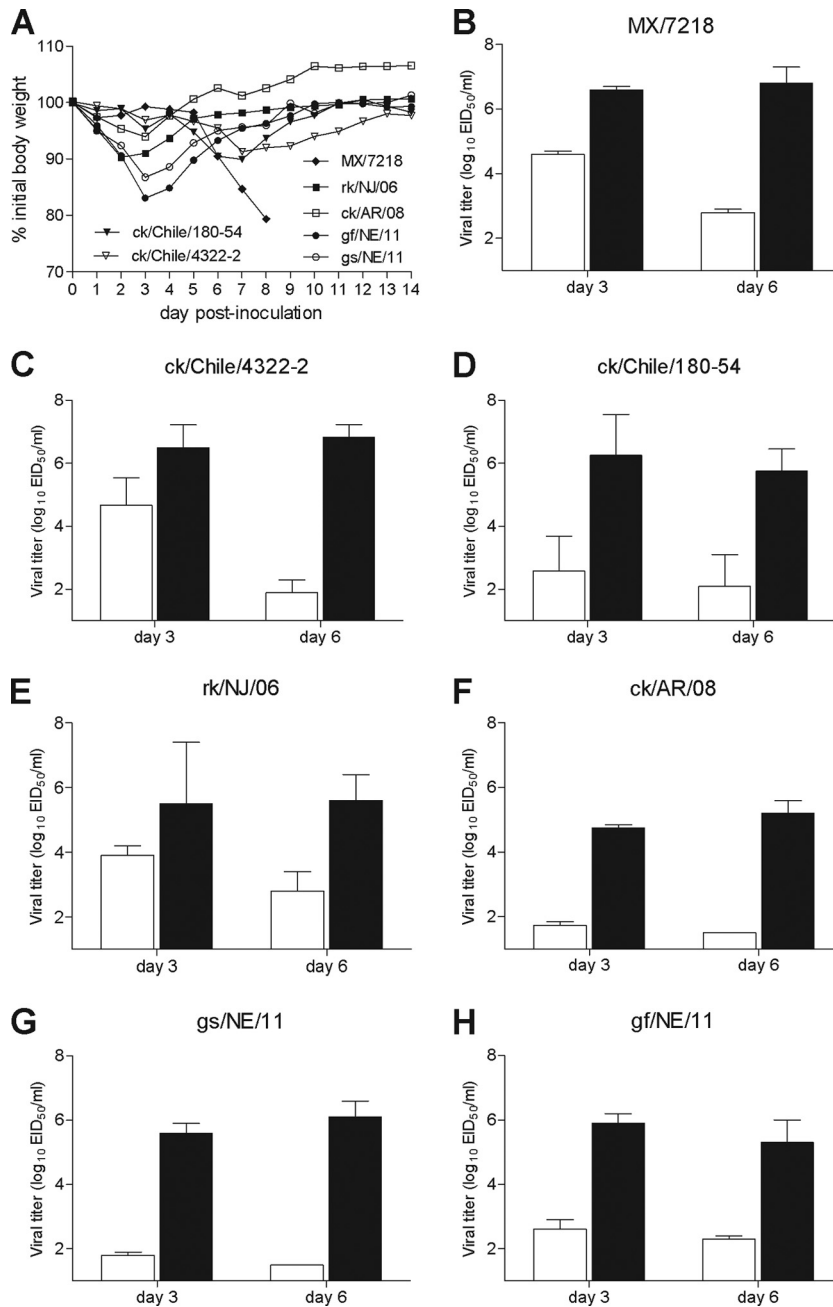 A
% initial body weight
110
100
90
80
70
0 1 2 3 4 5 6 7 8 9 10 11 12 13 14
day post-inoculation
MX/7218
rk/NJ/06
ck/AR/08
gf/NE/11
gs/NE/11
ck/Chile/180-54
ck/Chile/4322-2
B
MX/7218
Viral titer (log10 EID50/ml)
8
6
4
2
day 3 day 6
C
ck/Chile/4322-2
Viral titer (log10 EID50/ml)
8
6
4
2
day 3 day 6
D
ck/Chile/180-54
Viral titer (log10 EID50/ml)
8
6
4
2
day 3 day 6
E
rk/NJ/06
Viral titer (log10 EID50/ml)
8
6
4
2
day 3 day 6
F
ck/AR/08
Viral titer (log10 EID50/ml)
8
6
4
2
day 3 day 6
G
gs/NE/11
Viral titer (log10 EID50/ml)
8
6
4
2
day 3 day 6
H
gf/NE/11
Viral titer (log10 EID50/ml)
8
6
4
2
day 3 day 6